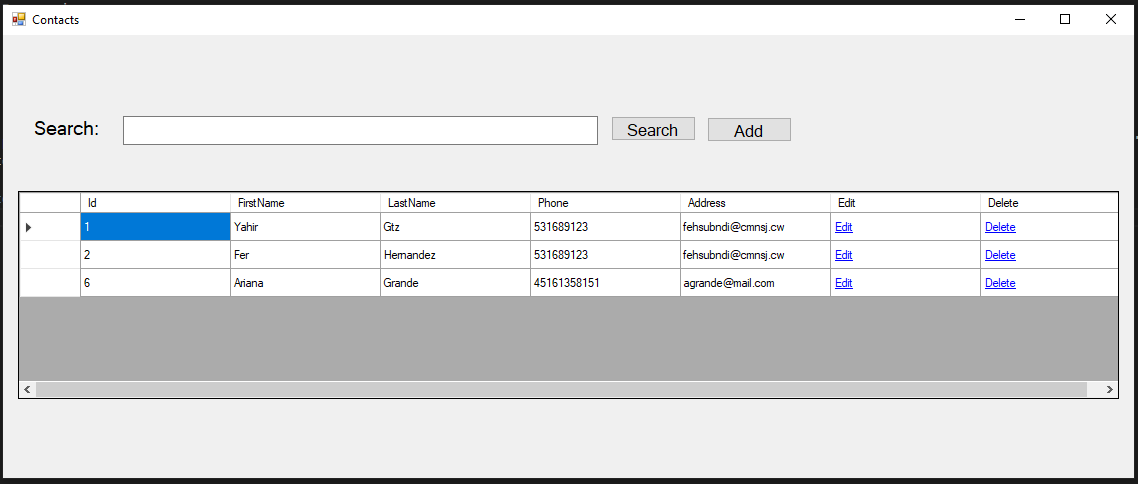 Contacts
Search: Search Add
Id FirstName LastName Phone Address Edit Delete
1 Yahir Gtz 531689123 fehsubndi@cmnsj.cw Edit Delete
2 Fer Hernandez 531689123 fehsubndi@cmnsj.cw Edit Delete
6 Ariana Grande 45161358151 agrande@mail.com Edit Delete